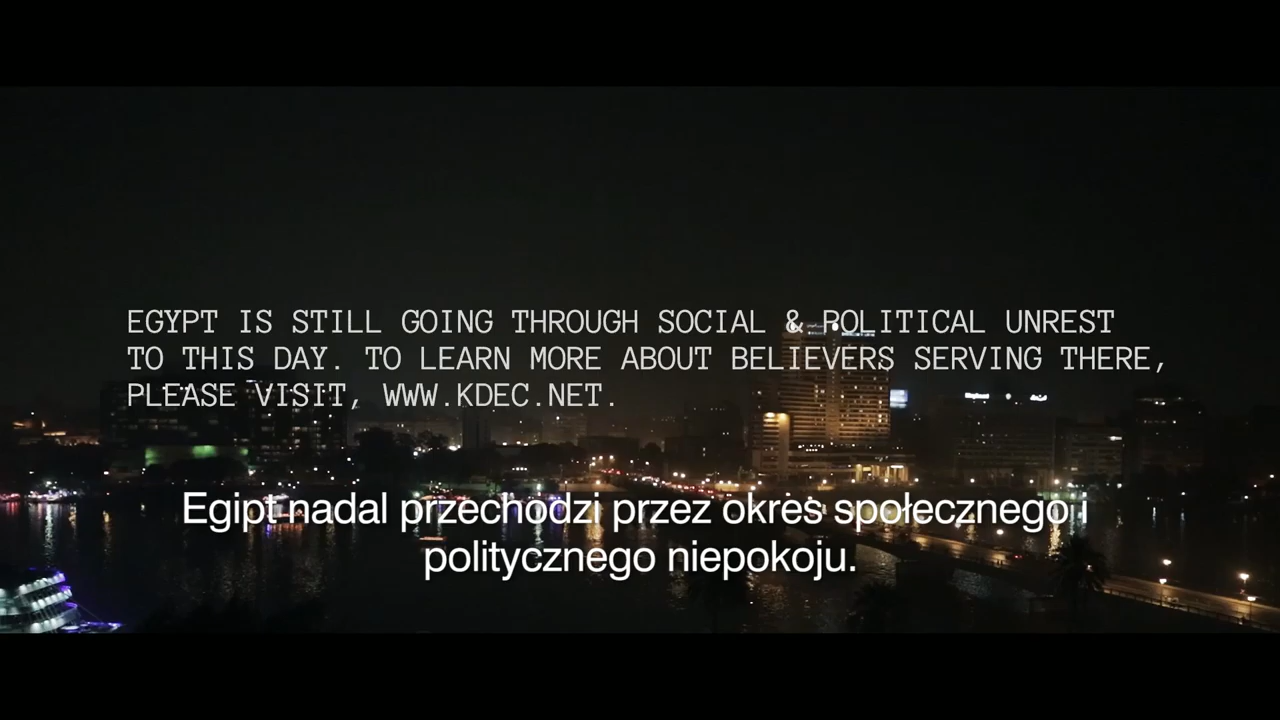 EGYPT IS STILL GOING THROUGH SOCIAL & POLITICAL UNREST
TO THIS DAY. TO LEARN MORE ABOUT BELIEVERS SERVING THERE,
PLEASE VISIT, WWW.KDEC.NET.
Egipt nadal przechodzi przez okres społecznego i
politycznego niepokoju.